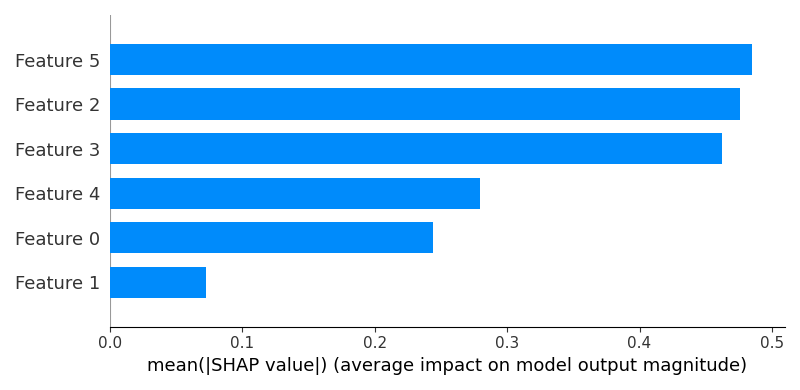 Feature 5
Feature 2
Feature 3
Feature 4
Feature 0
Feature 1
0.0 0.1 0.2 0.3 0.4 0.5
mean(|SHAP value|) (average impact on model output magnitude)